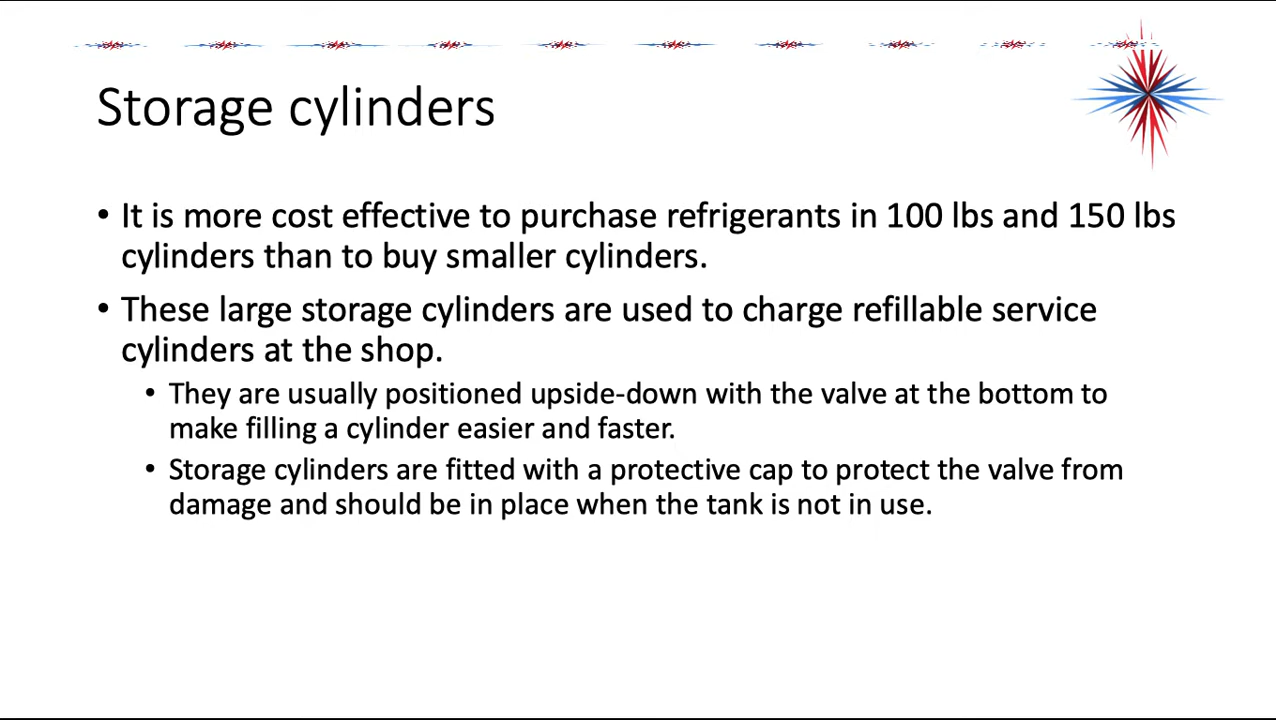 Storage cylinders
• It is more cost effective to purchase refrigerants in 100 lbs and 150 lbs
cylinders than to buy smaller cylinders.
• These large storage cylinders are used to charge refillable service
cylinders at the shop.
• They are usually positioned upside-down with the valve at the bottom to
make filling a cylinder easier and faster.
• Storage cylinders are fitted with a protective cap to protect the valve from
damage and should be in place when the tank is not in use.